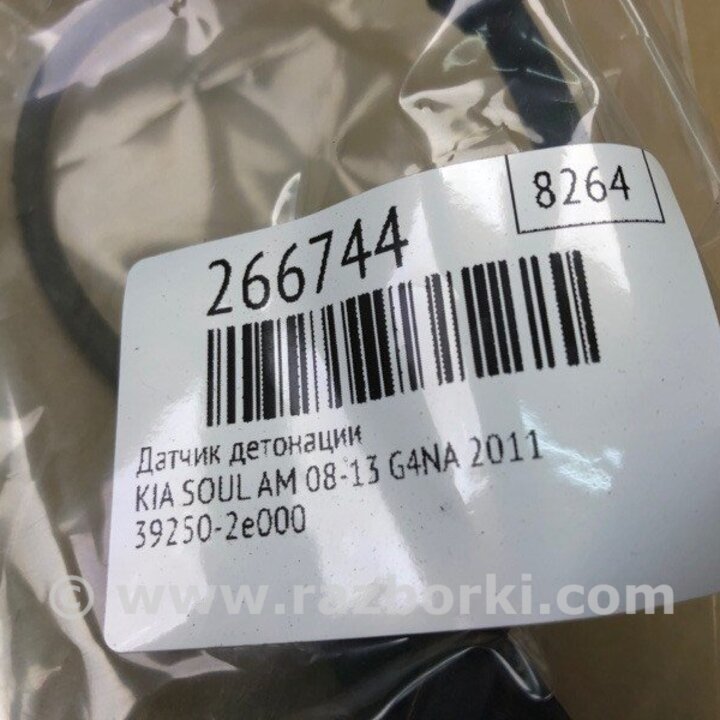 8264
266744
Датчик детонации
KIA SOUL AM 08-13 G4NA 2011
39250-2e000
© www.razborki.com